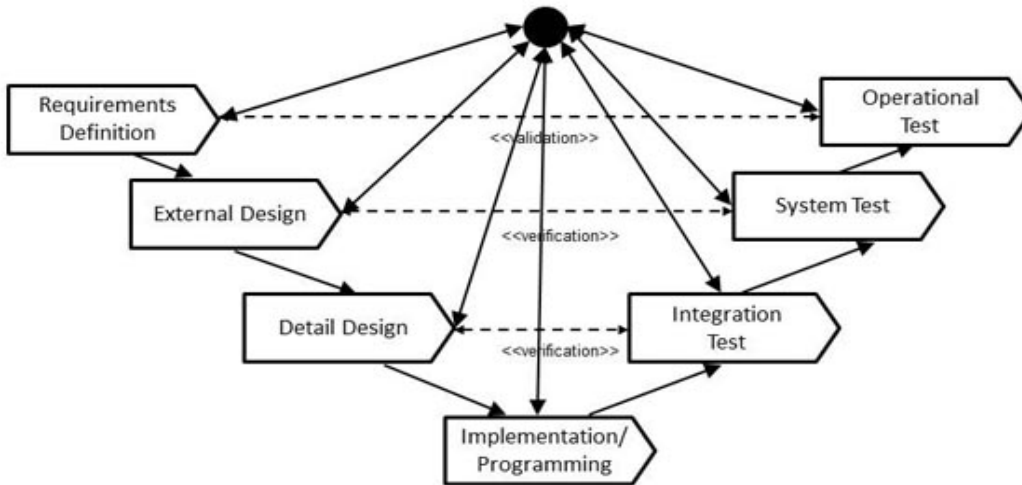 Requirements
Definition
Operational
Test
<<validation>>
External Design
System Test
<<verification>>
Detail Design
Integration
Test
<<verification>>
Implementation/
Programming